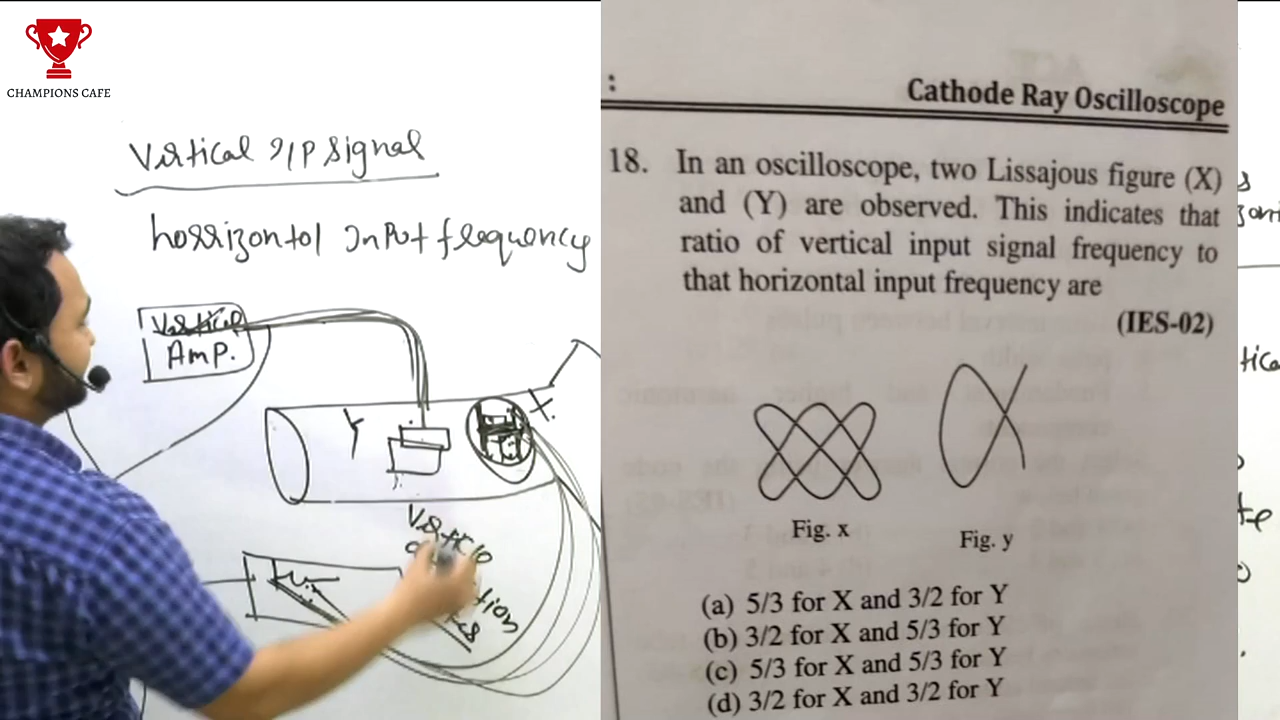 CHAMPIONS CAFE
Vertical I/P Signal
horrizontol Input frequency
Vertical
Amp.
Y
X
:
Cathode Ray Oscilloscope
18. In an oscilloscope, two Lissajous figure (X)
and (Y) are observed. This indicates that
ratio of vertical input signal frequency to
that horizontal input frequency are
(IES-02)
Fig. x
Fig. y
(a) 5/3 for X and 3/2 for Y
(b) 3/2 for X and 5/3 for Y
(c) 5/3 for X and 5/3 for Y
(d) 3/2 for X and 3/2 for Y